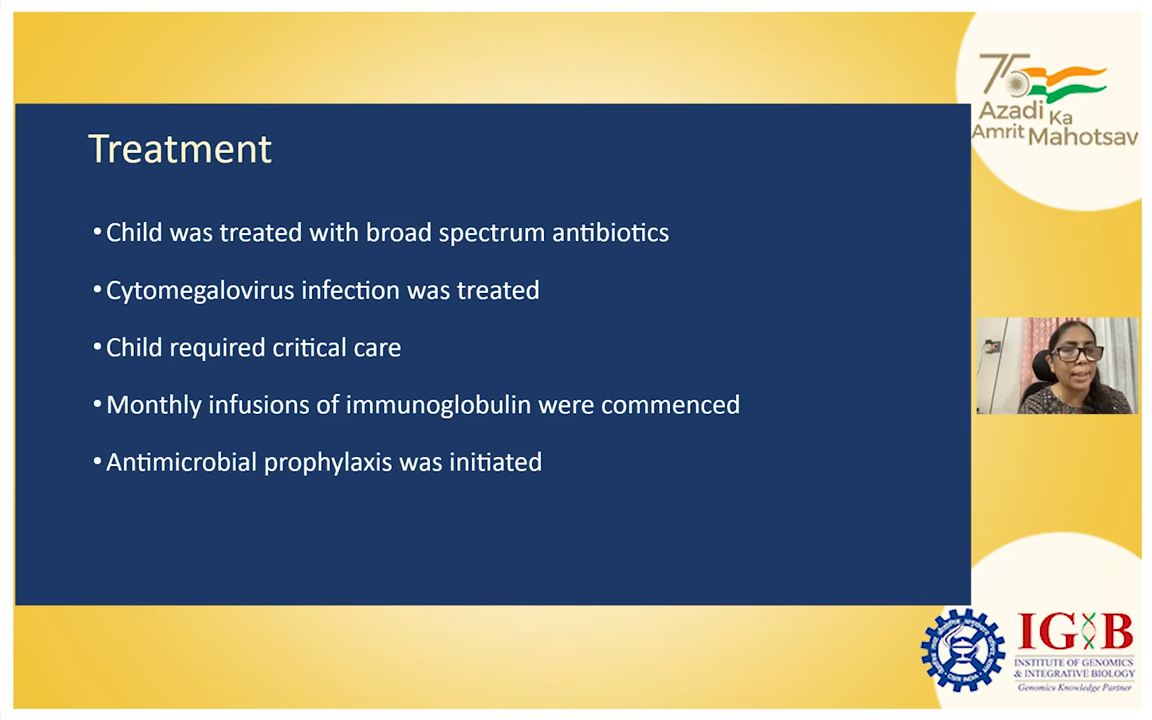 75
Azadi Ka
Amrit Mahotsav
Treatment
•Child was treated with broad spectrum antibiotics
•Cytomegalovirus infection was treated
•Child required critical care
•Monthly infusions of immunoglobulin were commenced
•Antimicrobial prophylaxis was initiated
CSIR INDIA
IGIB
INSTITUTE OF GENOMICS
& INTEGRATIVE BIOLOGY
Genomics Knowledge Partner